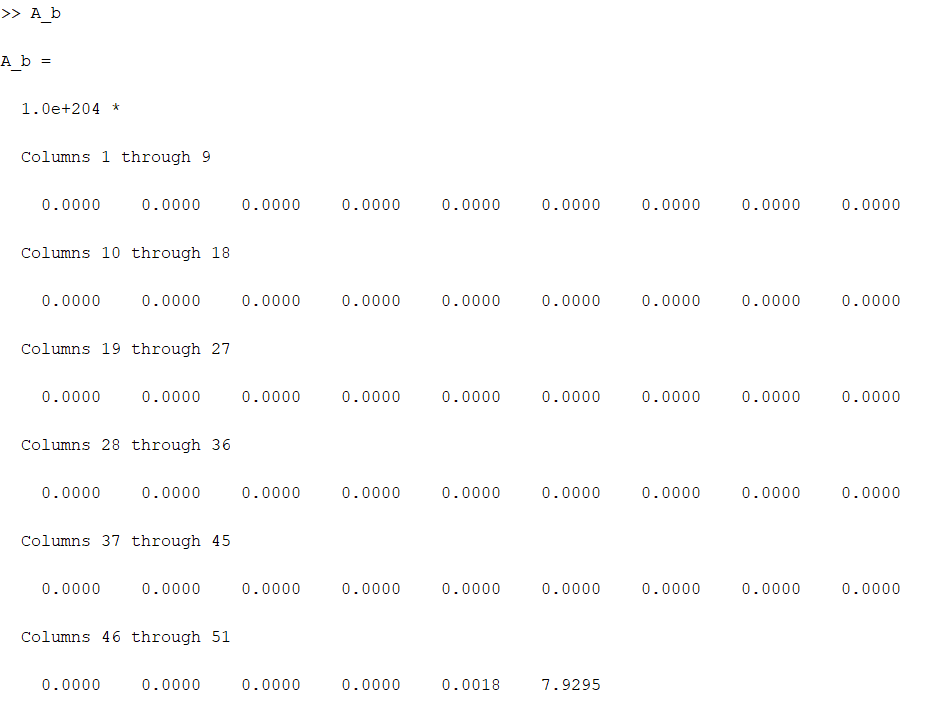 >> A_b
A_b =
1.0e+204 *
Columns 1 through 9
0.0000 0.0000 0.0000 0.0000 0.0000 0.0000 0.0000 0.0000 0.0000
Columns 10 through 18
0.0000 0.0000 0.0000 0.0000 0.0000 0.0000 0.0000 0.0000 0.0000
Columns 19 through 27
0.0000 0.0000 0.0000 0.0000 0.0000 0.0000 0.0000 0.0000 0.0000
Columns 28 through 36
0.0000 0.0000 0.0000 0.0000 0.0000 0.0000 0.0000 0.0000 0.0000
Columns 37 through 45
0.0000 0.0000 0.0000 0.0000 0.0000 0.0000 0.0000 0.0000 0.0000
Columns 46 through 51
0.0000 0.0000 0.0000 0.0000 0.0018 7.9295